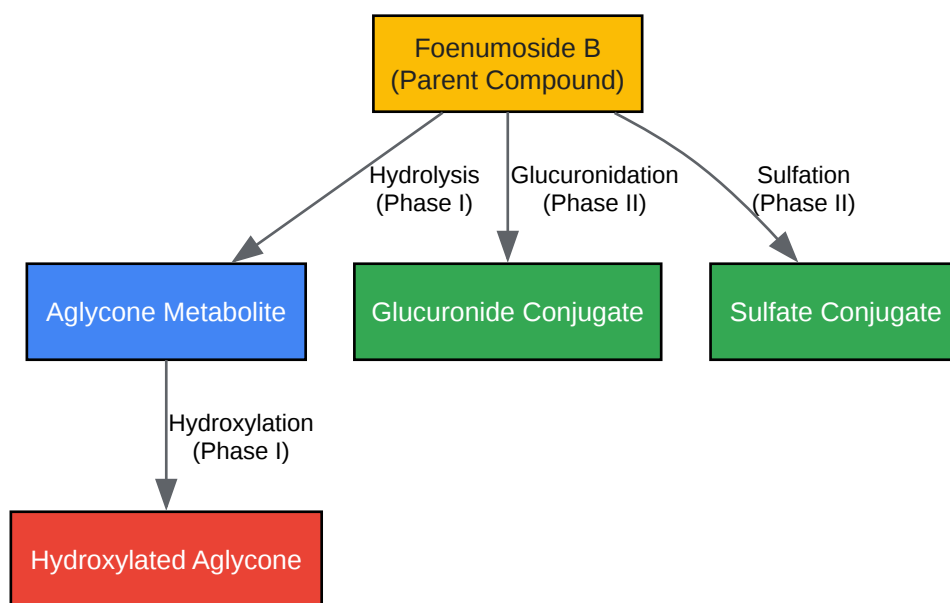 Foenumoside B
(Parent Compound)
Hydrolysis
(Phase I)
Glucuronidation
(Phase II)
Sulfation
(Phase II)
Aglycone Metabolite
Glucuronide Conjugate
Sulfate Conjugate
Hydroxylation
(Phase I)
Hydroxylated Aglycone